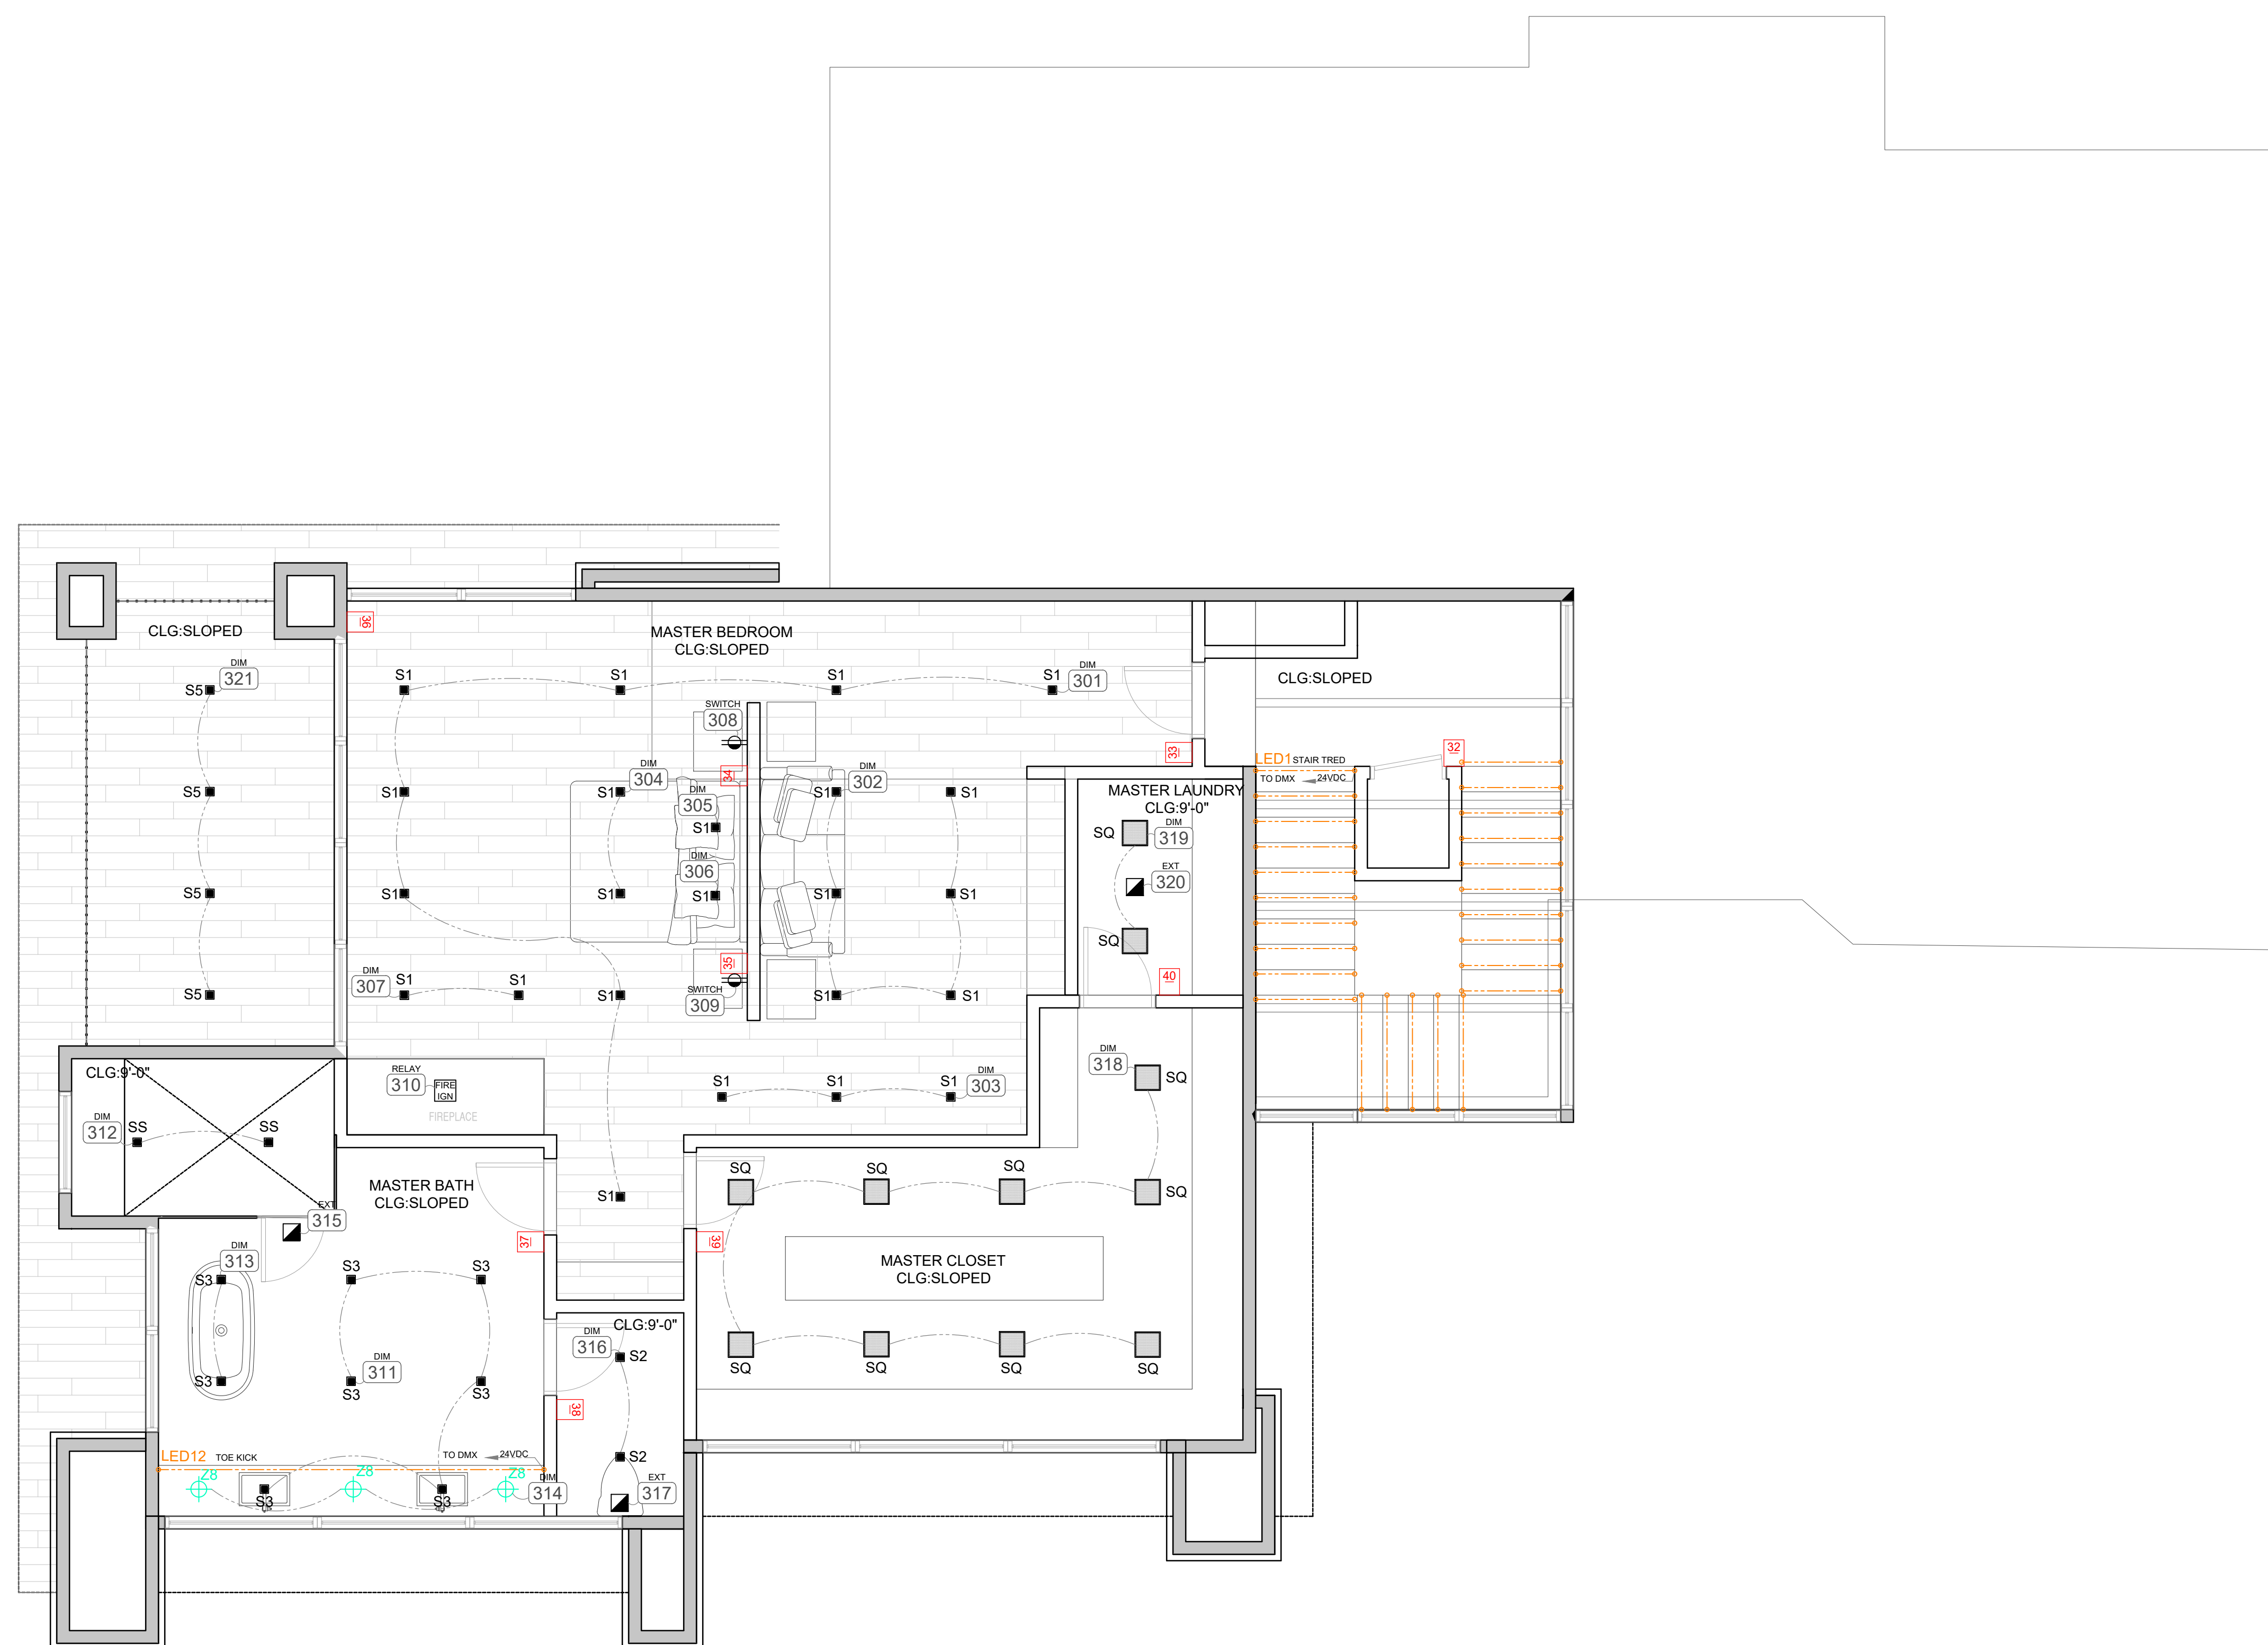 CLG:SLOPED
36
MASTER BEDROOM
CLG:SLOPED
DIM
321
S5
S5
S5
S5
S1
S1
S1
S1
DIM
301
CLG:SLOPED
SWITCH
308
33
34
32
LED1 STAIR TRED
TO DMX
24VDC
DIM
304
DIM
302
DIM
305
S1
S1
S1
S1
S1
DIM
306
S1
S1
S1
S1
S1
MASTER LAUNDRY
CLG:9'-0"
SQ
DIM
319
EXT
320
SQ
40
35
SWITCH
309
DIM
307
S1
S1
S1
S1
S1
CLG:9'-0"
RELAY
310
FIRE
IGN
FIREPLACE
S1
S1
S1
DIM
303
DIM
318
SQ
SQ
DIM
312
SS
SS
MASTER BATH
CLG:SLOPED
S1
SQ
SQ
SQ
EXT
315
37
39
DIM
313
S3
S3
S3
S3
DIM
311
S3
S3
MASTER CLOSET
CLG:SLOPED
CLG:9'-0"
DIM
316
S2
SQ
SQ
SQ
SQ
38
LED12 TOE KICK
TO DMX
24VDC
S2
Z8
Z8
Z8
S3
S3
DIM
314
EXT
317